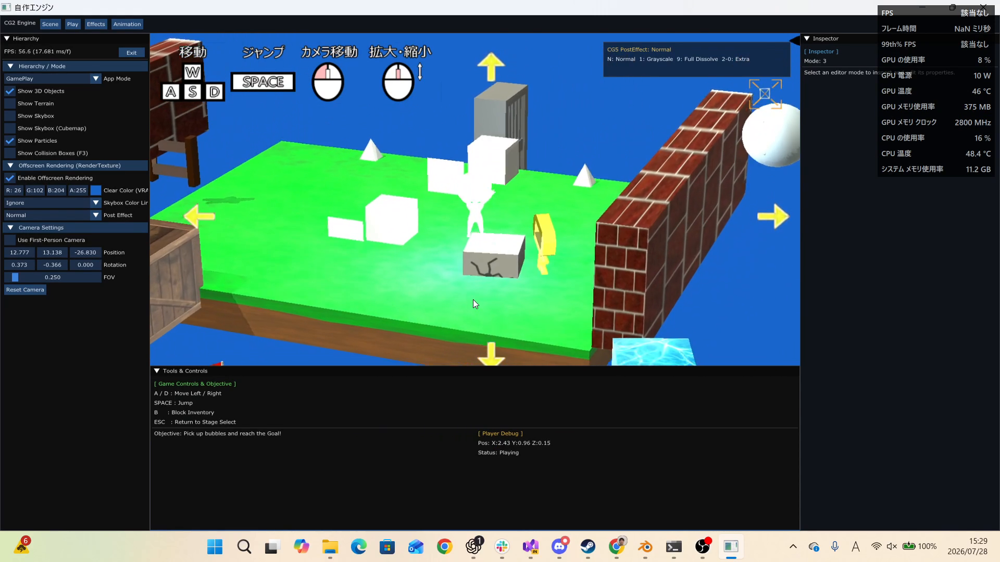 自作エンジン
CG2 Engine
Scene
Play
Effects
Animation
Hierarchy
FPS: 56.6 (17.681 ms/f)
Exit
Hierarchy / Mode
GamePlay
App Mode
Show 3D Objects
Show Terrain
Show Skybox
Show Skybox (Cubemap)
Show Particles
Show Collision Boxes (F3)
Offscreen Rendering (RenderTexture)
Enable Offscreen Rendering
R: 26 G:102 B:204 A:255 Clear Color (VRA
Ignore
Skybox Color Lir
Normal
Post Effect
Camera Settings
Use First-Person Camera
12.777 13.138 -26.830 Position
0.373 -0.366 0.000 Rotation
0.250 FOV
Reset Camera
移動
ジャンプ
カメラ移動
拡大・縮小
W
A S D
SPACE
CG5 PostEffect: Normal
N: Normal 1: Grayscale 9: Full Dissolve 2-0: Extra
Tools & Controls
[ Game Controls & Objective ]
A / D : Move Left / Right
SPACE : Jump
B : Block Inventory
ESC : Return to Stage Select
Objective: Pick up bubbles and reach the Goal!
[ Player Debug ]
Pos: X:2.43 Y:0.96 Z:0.15
Status: Playing
Inspector
[ Inspector ]
Mode: 3
Select an editor mode to inspect and edit its properties.
FPS 該当なし
フレーム時間 NaN ミリ秒
99th% FPS 該当なし
GPU の使用率 8 %
GPU 電源 10 W
GPU 温度 46 °C
GPU メモリ使用率 375 MB
GPU メモリ クロック 2800 MHz
CPU の使用率 16 %
CPU 温度 48.4 °C
システム メモリ使用率 11.2 GB
6
1
IN
A
100%
15:29
2026/07/28